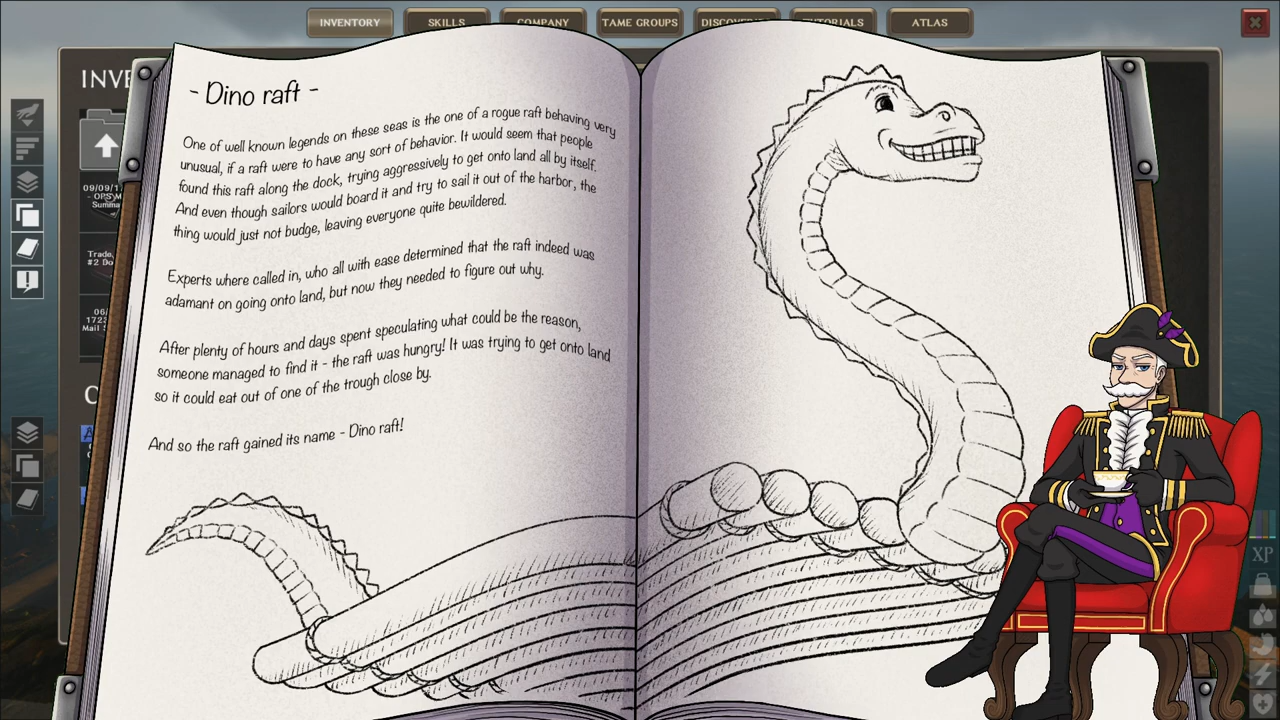 INVENTORY
SKILLS
COMPANY
TAME GROUPS
ATLAS
- Dino raft -
One of well known legends on these seas is the one of a rogue raft behaving very
unusual, if a raft were to have any sort of behavior. It would seem that people
found this raft along the dock, trying aggressively to get onto land all by itself.
And even though sailors would board it and try to sail it out of the harbor, the
thing would just not budge, leaving everyone quite bewildered.
Experts where called in, who all with ease determined that the raft indeed was
adamant on going onto land, but now they needed to figure out why.
After plenty of hours and days spent speculating what could be the reason,
someone managed to find it - the raft was hungry! It was trying to get onto land
so it could eat out of one of the trough close by.
And so the raft gained its name - Dino raft!
XP